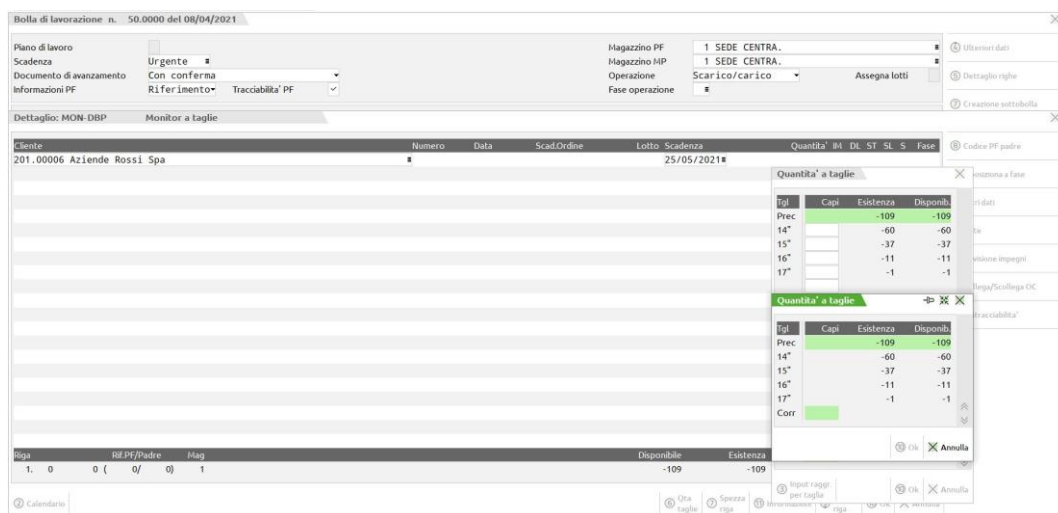 Bolla di lavorazione n. 50.0000 del 08/04/2021
Piano di lavoro
Magazzino PF 1 SEDE CENTRA.
Ulteriori dati
Scadenza Urgente
Magazzino MP 1 SEDE CENTRA.
Documento di avanzamento Con conferma
Operazione Scarico/carico Assegna lotti
Dettaglio righe
Informazioni PF Riferimento Tracciabilita' PF
Fase operazione
Creazione sottobolla
Dettaglio: MON-DBP Monitor a taglie
Cliente Numero Data Scad.Ordine Lotto Scadenza Quantita' IM DL ST SL S Fase
Codice PF padre
201.00006 Aziende Rossi Spa 25/05/2021
Quantita' a taglie
Tgl Capi Esistenza Disponib.
Prec -109 -109
14" -60 -60
15" -37 -37
16" -11 -11
17" -1 -1
Quantita' a taglie
Tgl Capi Esistenza Disponib.
Prec -109 -109
14" -60 -60
15" -37 -37
16" -11 -11
17" -1 -1
Corr
Ok Annulla
Riga Rif.PF/Padre Mag Disponibile Esistenza
1. 0 0 ( 0/ 0) 1 -109 -109
Input raggr per taglia
Ok Annulla
2 Calendario
6 Qta taglie
7 Spezza riga